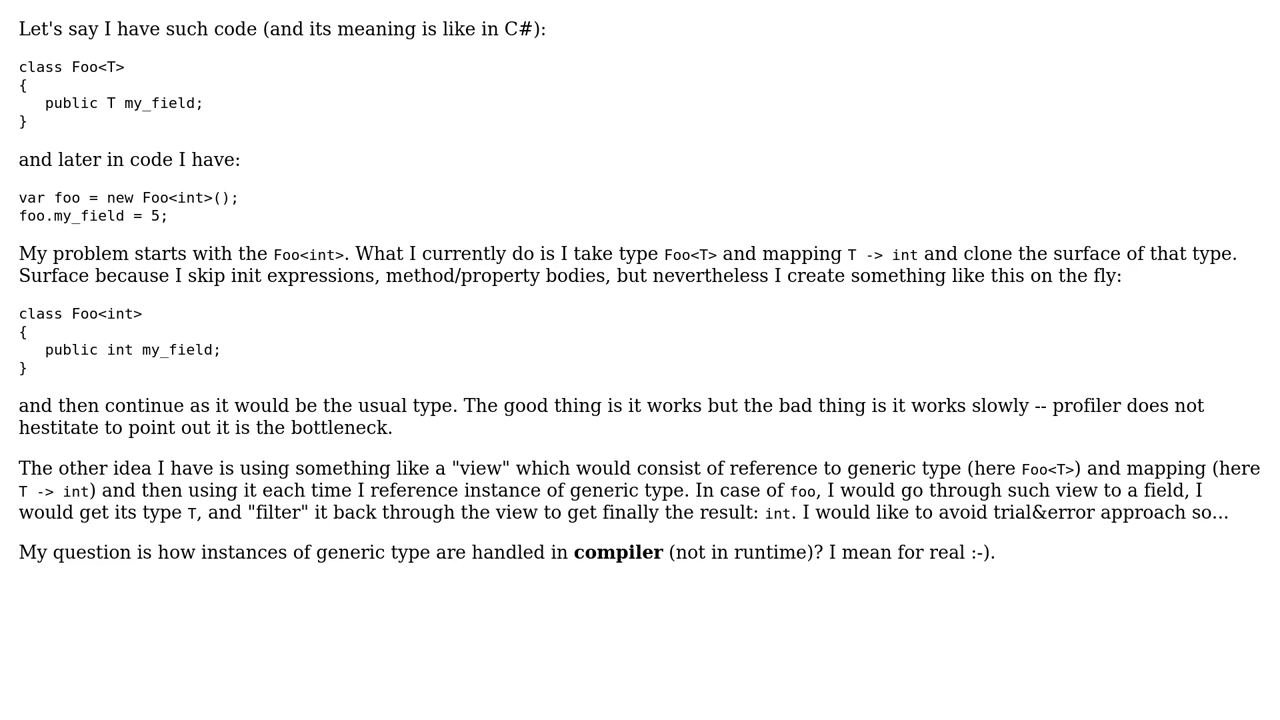 Let's say I have such code (and its meaning is like in C#):
class Foo<T>
{
   public T my_field;
}
and later in code I have:
var foo = new Foo<int>();
foo.my_field = 5;
My problem starts with the Foo<int>. What I currently do is I take type Foo<T> and mapping T -> int and clone the surface of that type.
Surface because I skip init expressions, method/property bodies, but nevertheless I create something like this on the fly:
class Foo<int>
{
   public int my_field;
}
and then continue as it would be the usual type. The good thing is it works but the bad thing is it works slowly -- profiler does not
hestitate to point out it is the bottleneck.
The other idea I have is using something like a "view" which would consist of reference to generic type (here Foo<T>) and mapping (here
T -> int) and then using it each time I reference instance of generic type. In case of foo, I would go through such view to a field, I
would get its type T, and "filter" it back through the view to get finally the result: int. I would like to avoid trial&error approach so...
My question is how instances of generic type are handled in compiler (not in runtime)? I mean for real :-).